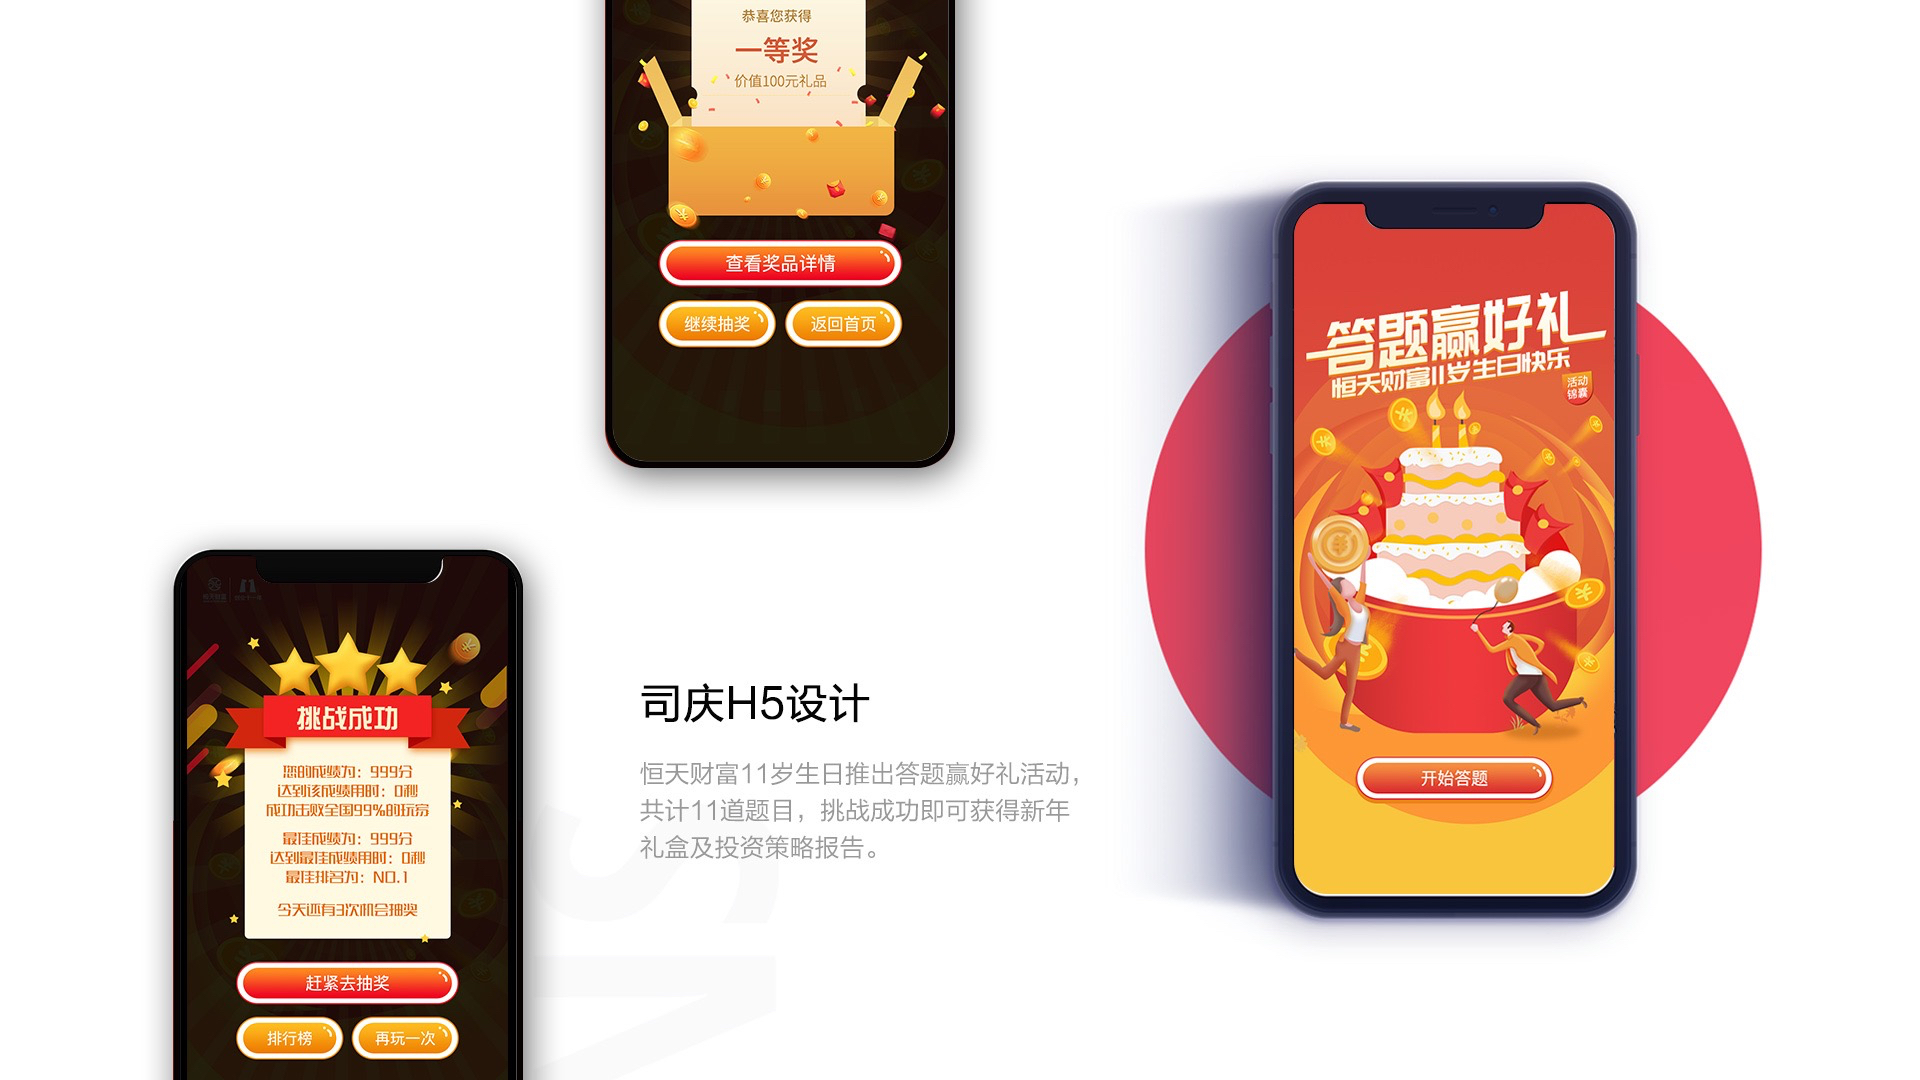 恭喜您获得
一等奖
价值100元礼品
查看奖品详情
继续抽奖
返回首页
答题赢好礼
恒天财富11岁生日快乐
活动
锦囊
开始答题
恒天财富
挑战成功
您的成绩为：999分
达到该成绩用时：0秒
成功击败全国99%的玩家
最佳成绩为：999分
达到最佳成绩用时：0秒
最佳排名为：NO.1
今天还有3次机会抽奖
赶紧去抽奖
排行榜
再玩一次
司庆H5设计
恒天财富11岁生日推出答题赢好礼活动，
共计11道题目，挑战成功即可获得新年
礼盒及投资策略报告。